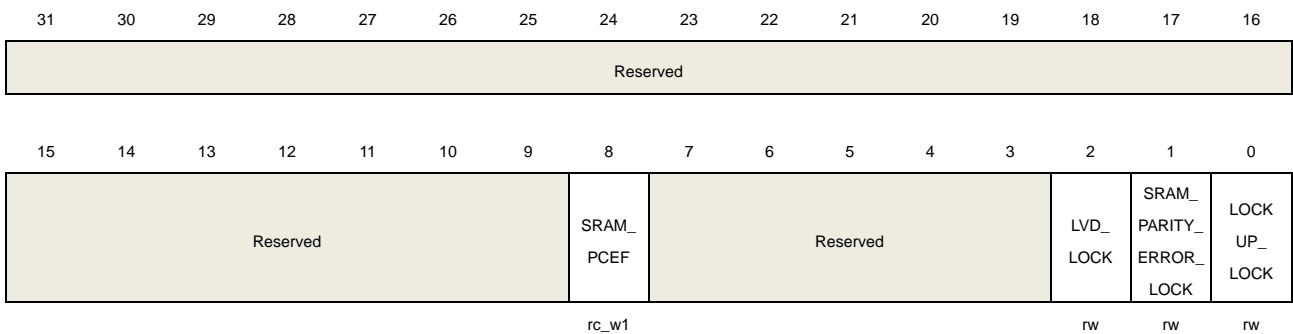 31 30 29 28 27 26 25 24 23 22 21 20 19 18 17 16
Reserved
15 14 13 12 11 10 9 8 7 6 5 4 3 2 1 0
Reserved
SRAM_
PCEF
Reserved
LVD_
LOCK
SRAM_
PARITY_
ERROR_
LOCK
LOCK
UP_
LOCK
rc_w1 rw rw rw